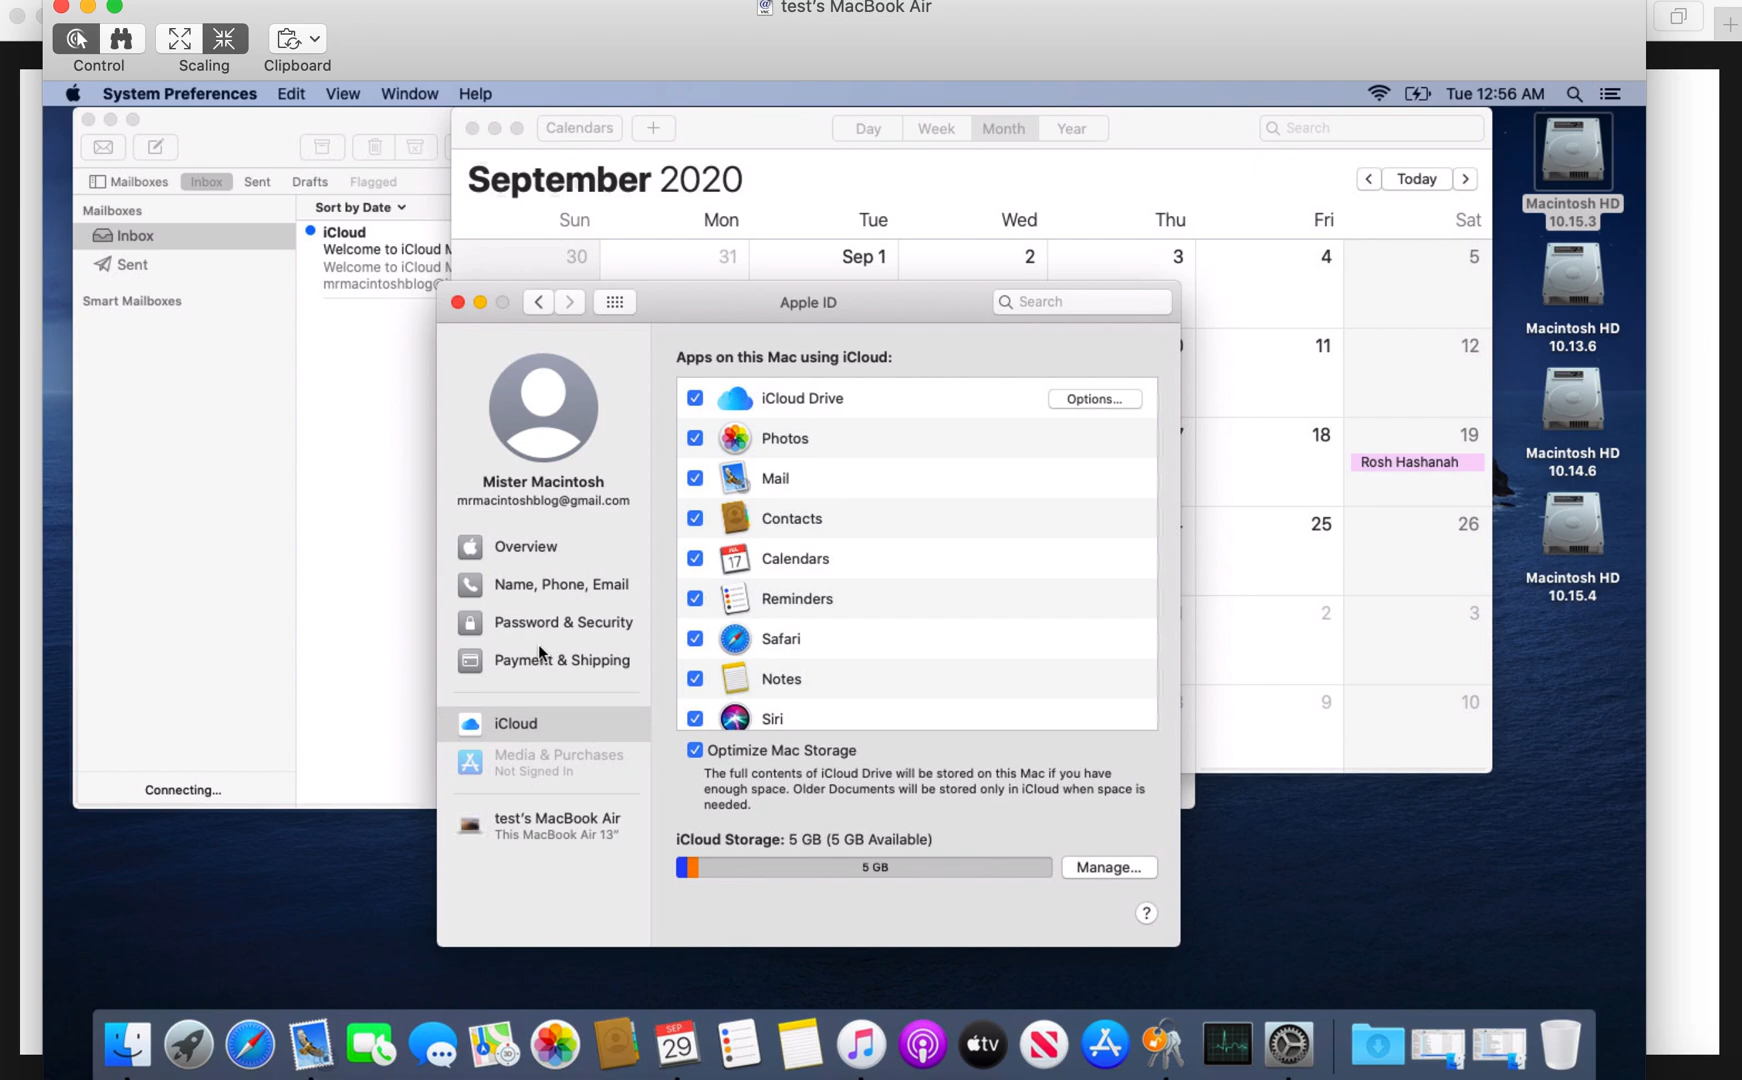 test's MacBook Air
Control
Scaling
Clipboard
System Preferences Edit View Window Help
Tue 12:56 AM
Mailboxes Inbox Sent Drafts Flagged
Mailboxes
Inbox
Sent
Smart Mailboxes
Connecting...
Sort by Date
iCloud
Welcome to iCloud M
Welcome to iCloud M
mrmacintoshblog@
Calendars + Day Week Month Year Search
September 2020
Today
Sun Mon Tue Wed Thu Fri Sat
30 31 Sep 1 2 3 4 5
11 12
18 19
Rosh Hashanah
25 26
2 3
9 10
Apple ID
Search
Mister Macintosh
mrmacintoshblog@gmail.com
Overview
Name, Phone, Email
Password & Security
Payment & Shipping
iCloud
Media & Purchases
Not Signed In
test's MacBook Air
This MacBook Air 13"
Apps on this Mac using iCloud:
iCloud Drive
Options...
Photos
Mail
Contacts
JUL
17
Calendars
Reminders
Safari
Notes
Siri
Optimize Mac Storage
The full contents of iCloud Drive will be stored on this Mac if you have
enough space. Older Documents will be stored only in iCloud when space is
needed.
iCloud Storage: 5 GB (5 GB Available)
5 GB
Manage...
?
Macintosh HD
10.15.3
Macintosh HD
10.13.6
Macintosh HD
10.14.6
Macintosh HD
10.15.4
3D
SEP
29
tv